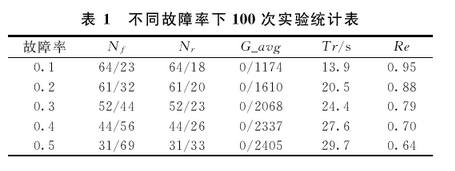 表 1 不同故障率下 100 次实验统计表
故障率 N_f N_r G_avg Tr/s Re
0.1 64/23 64/18 0/1174 13.9 0.95
0.2 61/32 61/20 0/1610 20.5 0.88
0.3 52/44 52/23 0/2068 24.4 0.79
0.4 44/56 44/26 0/2337 27.6 0.70
0.5 31/69 31/33 0/2405 29.7 0.64